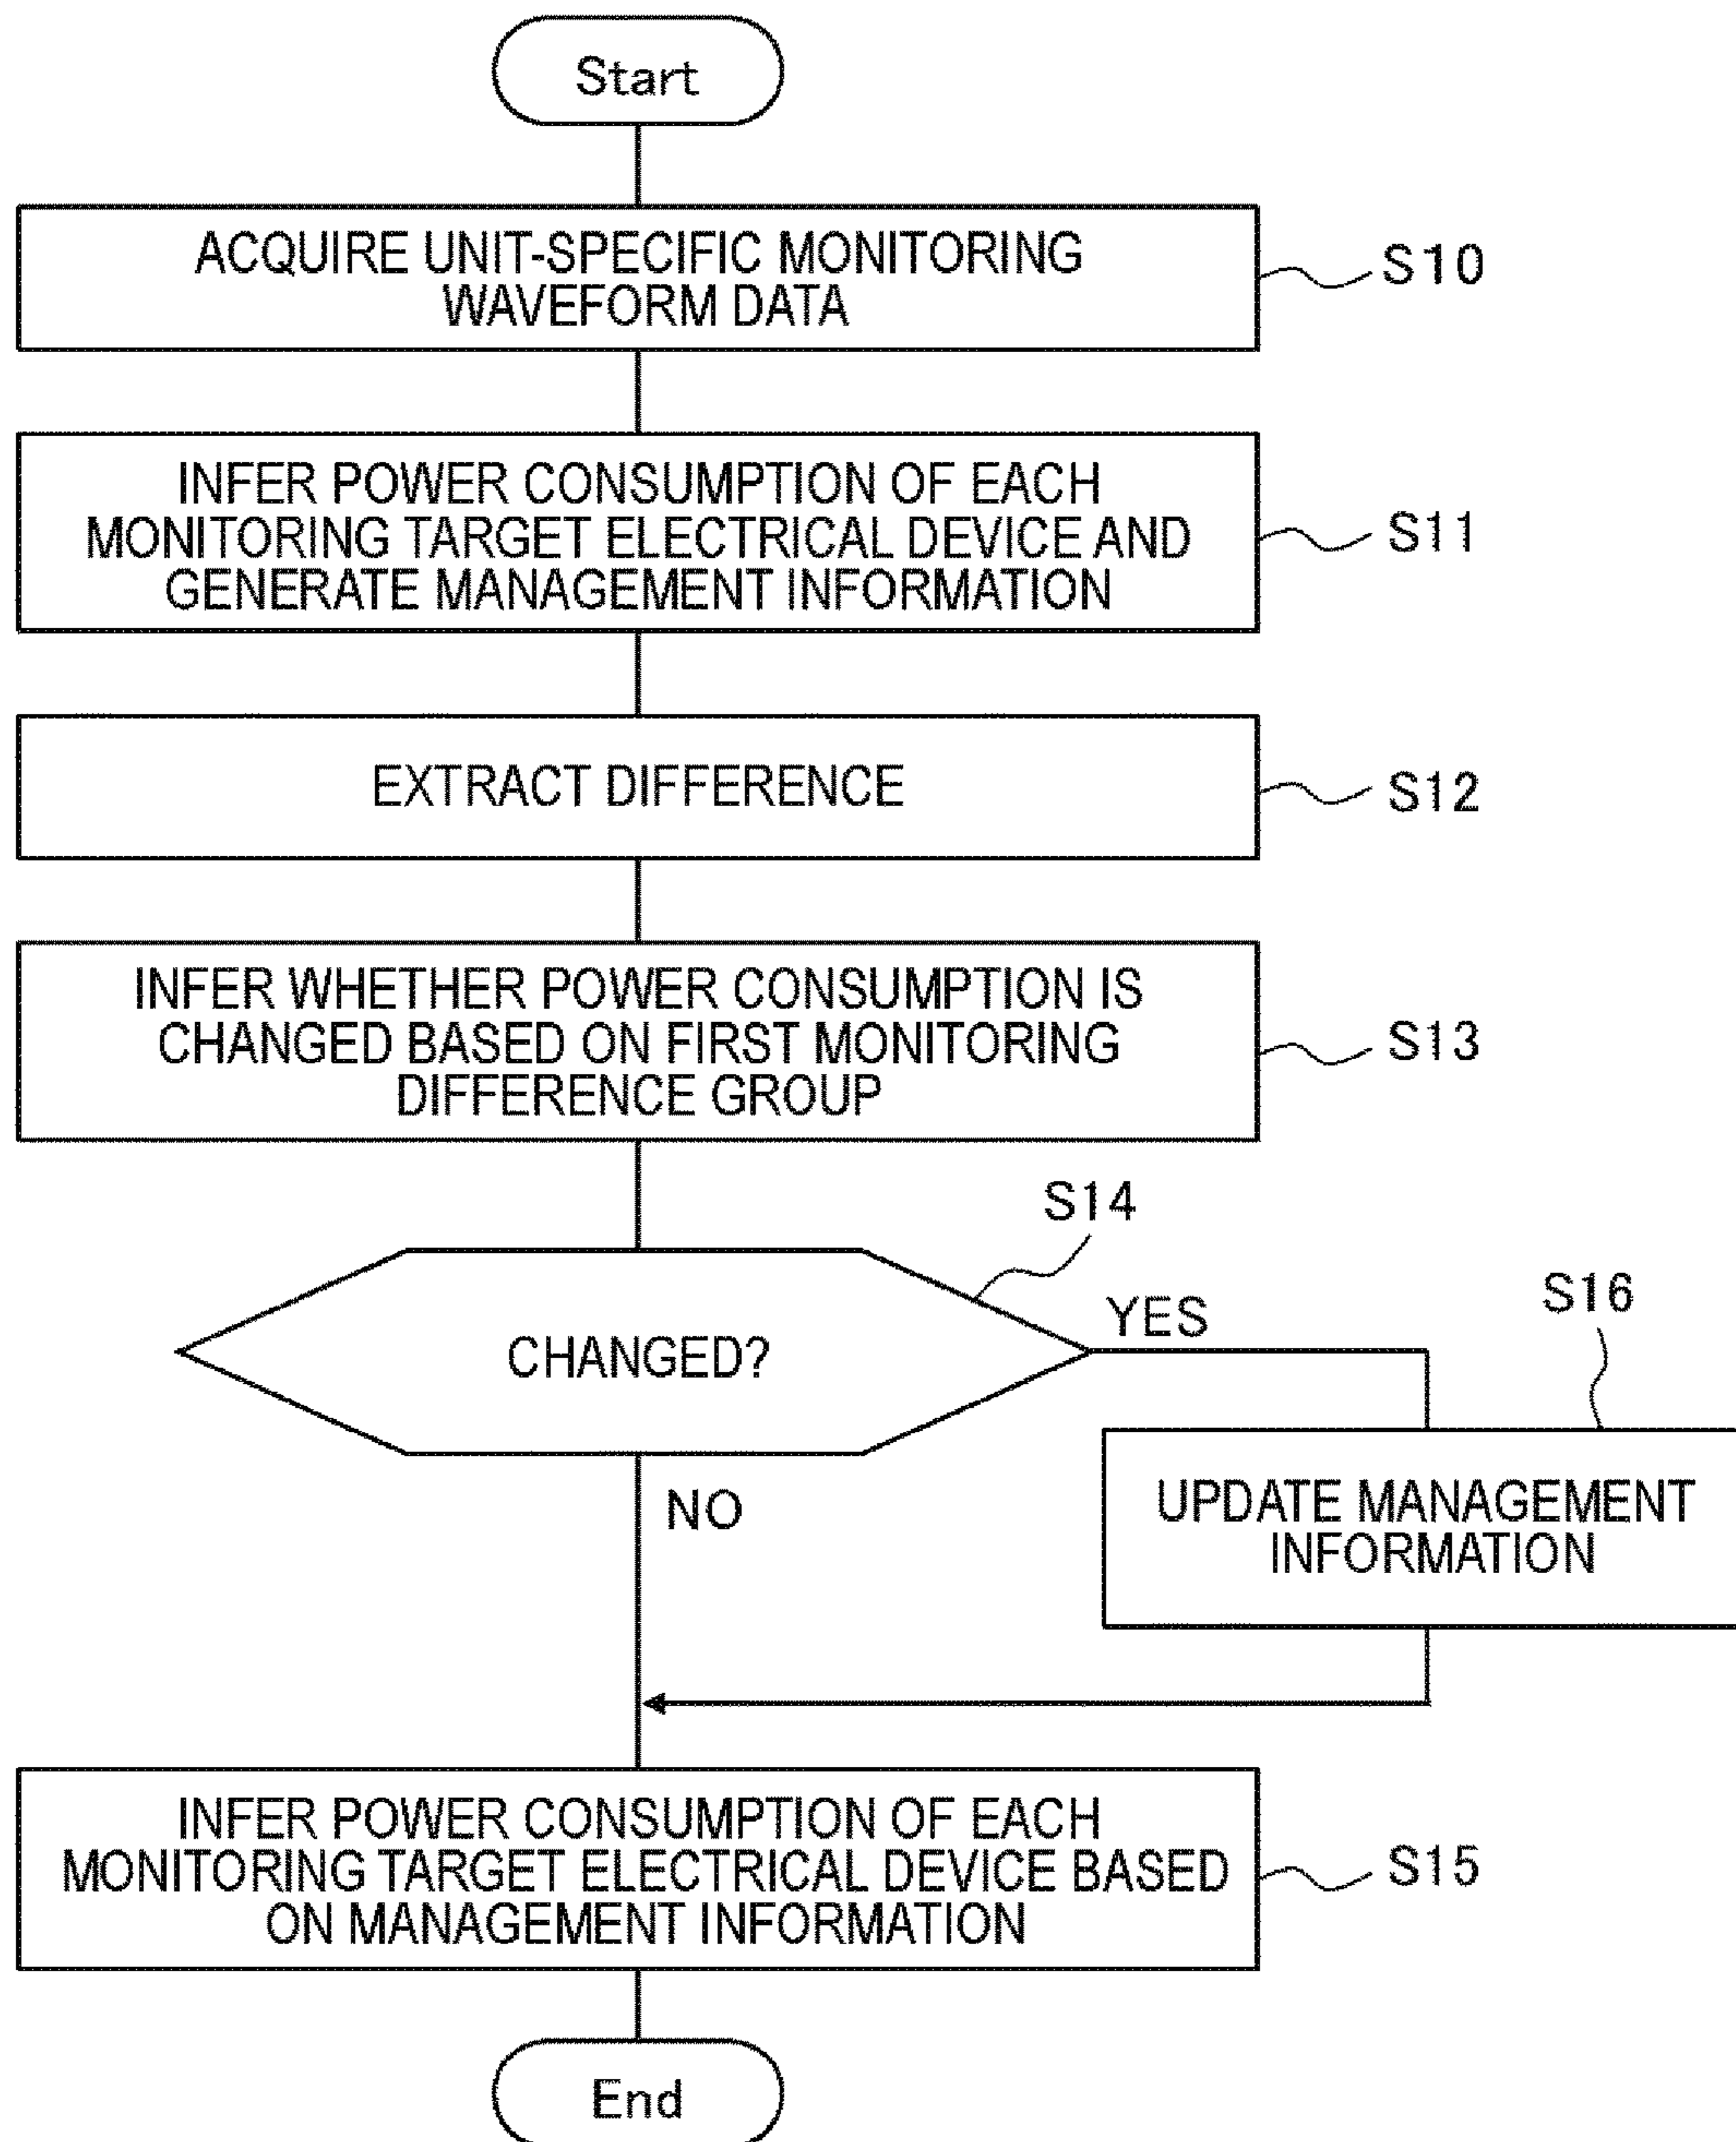 Start
ACQUIRE UNIT-SPECIFIC MONITORING
WAVEFORM DATA
S10
INFER POWER CONSUMPTION OF EACH
MONITORING TARGET ELECTRICAL DEVICE AND
GENERATE MANAGEMENT INFORMATION
S11
EXTRACT DIFFERENCE
S12
INFER WHETHER POWER CONSUMPTION IS
CHANGED BASED ON FIRST MONITORING
DIFFERENCE GROUP
S13
S14
CHANGED?
YES
S16
NO
UPDATE MANAGEMENT
INFORMATION
INFER POWER CONSUMPTION OF EACH
MONITORING TARGET ELECTRICAL DEVICE BASED
ON MANAGEMENT INFORMATION
S15
End